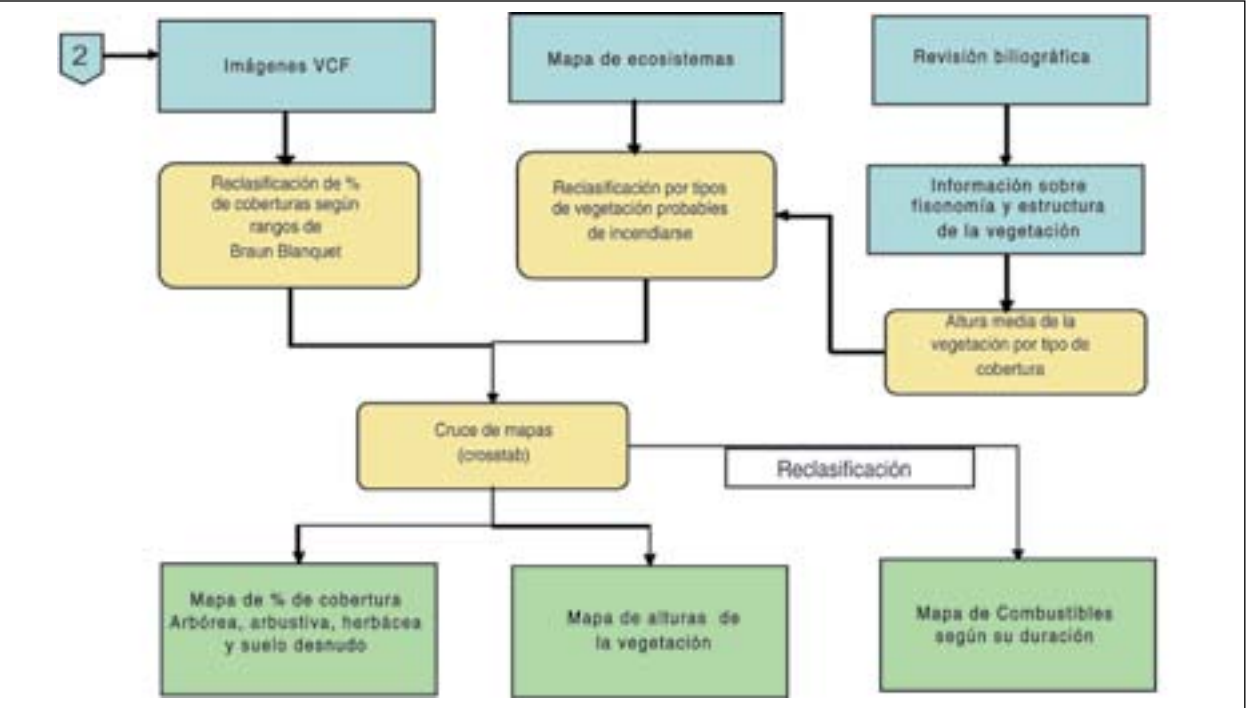 2
Imágenes VCF
Mapa de ecosistemas
Revisión biliográfica
Reclasificación de %
de coberturas según
rangos de
Braun Blanquet
Reclasificación por tipos
de vegetación probables
de incendiarse
Información sobre
fisonomía y estructura
de la vegetación
Altura media de la
vegetación por tipo de
cobertura
Cruce de mapas
(crosstab)
Reclasificación
Mapa de % de cobertura
Arbórea, arbustiva, herbácea
y suelo desnudo
Mapa de alturas de
la vegetación
Mapa de Combustibles
según su duración